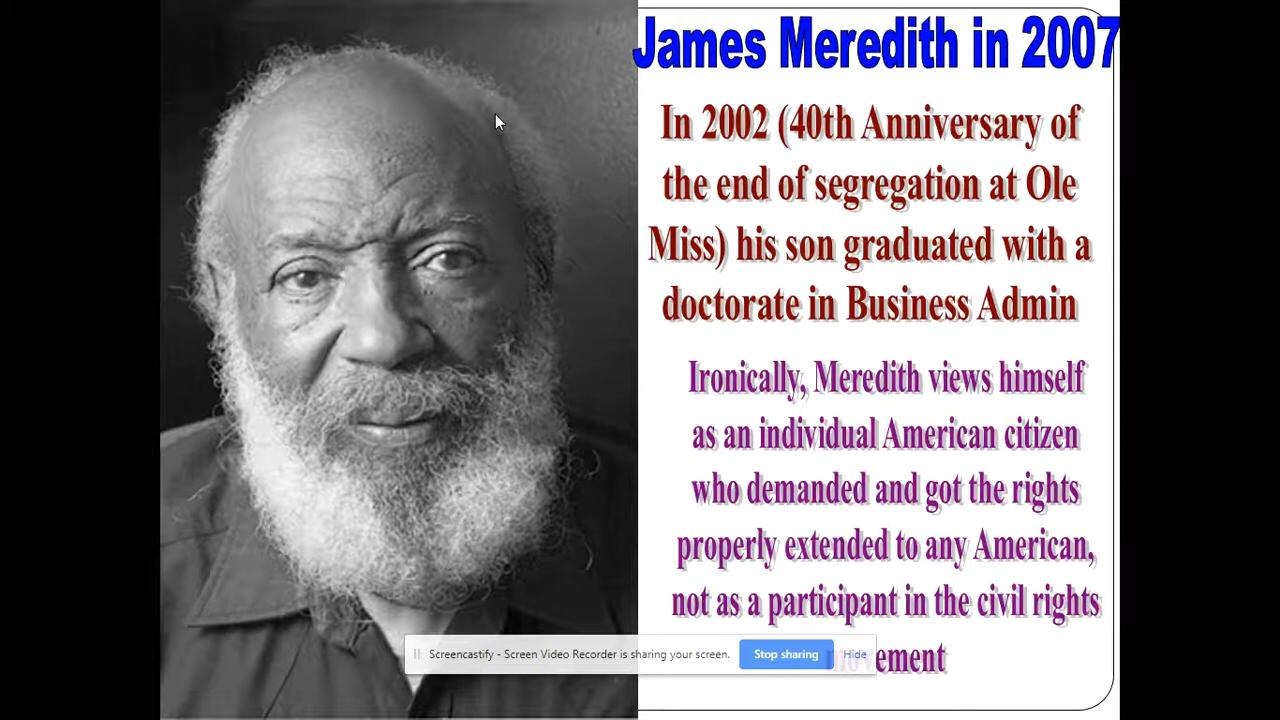 James Meredith in 2007
In 2002 (40th Anniversary of
the end of segregation at Ole
Miss) his son graduated with a
doctorate in Business Admin
Ironically, Meredith views himself
as an individual American citizen
who demanded and got the rights
properly extended to any American,
not as a participant in the civil rights
movement
Screencastify - Screen Video Recorder is sharing your screen. Stop sharing Hide